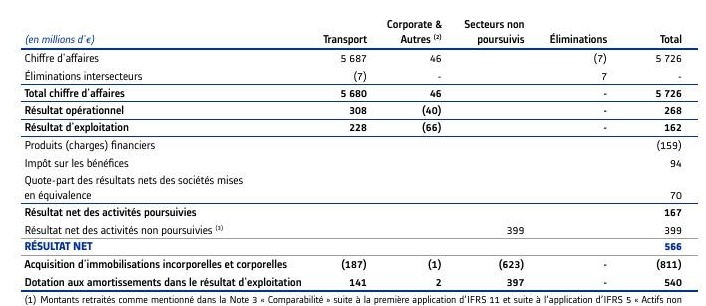 Corporate & Secteurs non
(en millions d'€) Transport Autres (2) poursuivis Éliminations Total
Chiffre d'affaires 5 687 46 (7) 5 726
Éliminations intersecteurs (7) - 7 -
Total chiffre d'affaires 5 680 46 - 5 726
Résultat opérationnel 308 (40) - 268
Résultat d'exploitation 228 (66) - 162
Produits (charges) financiers (159)
Impôt sur les bénéfices 94
Quote-part des résultats nets des sociétés mises
en équivalence 70
Résultat net des activités poursuivies 167
Résultat net des activités non poursuivies (3) 399 399
RÉSULTAT NET 566
Acquisition d'immobilisations incorporelles et corporelles (187) (1) (623) - (811)
Dotation aux amortissements dans le résultat d'exploitation 141 2 397 - 540
(1) Montants retraités comme mentionné dans la Note 3 « Comparabilité » suite à la première application d'IFRS 11 et suite à l'application d'IFRS 5 « Actifs non